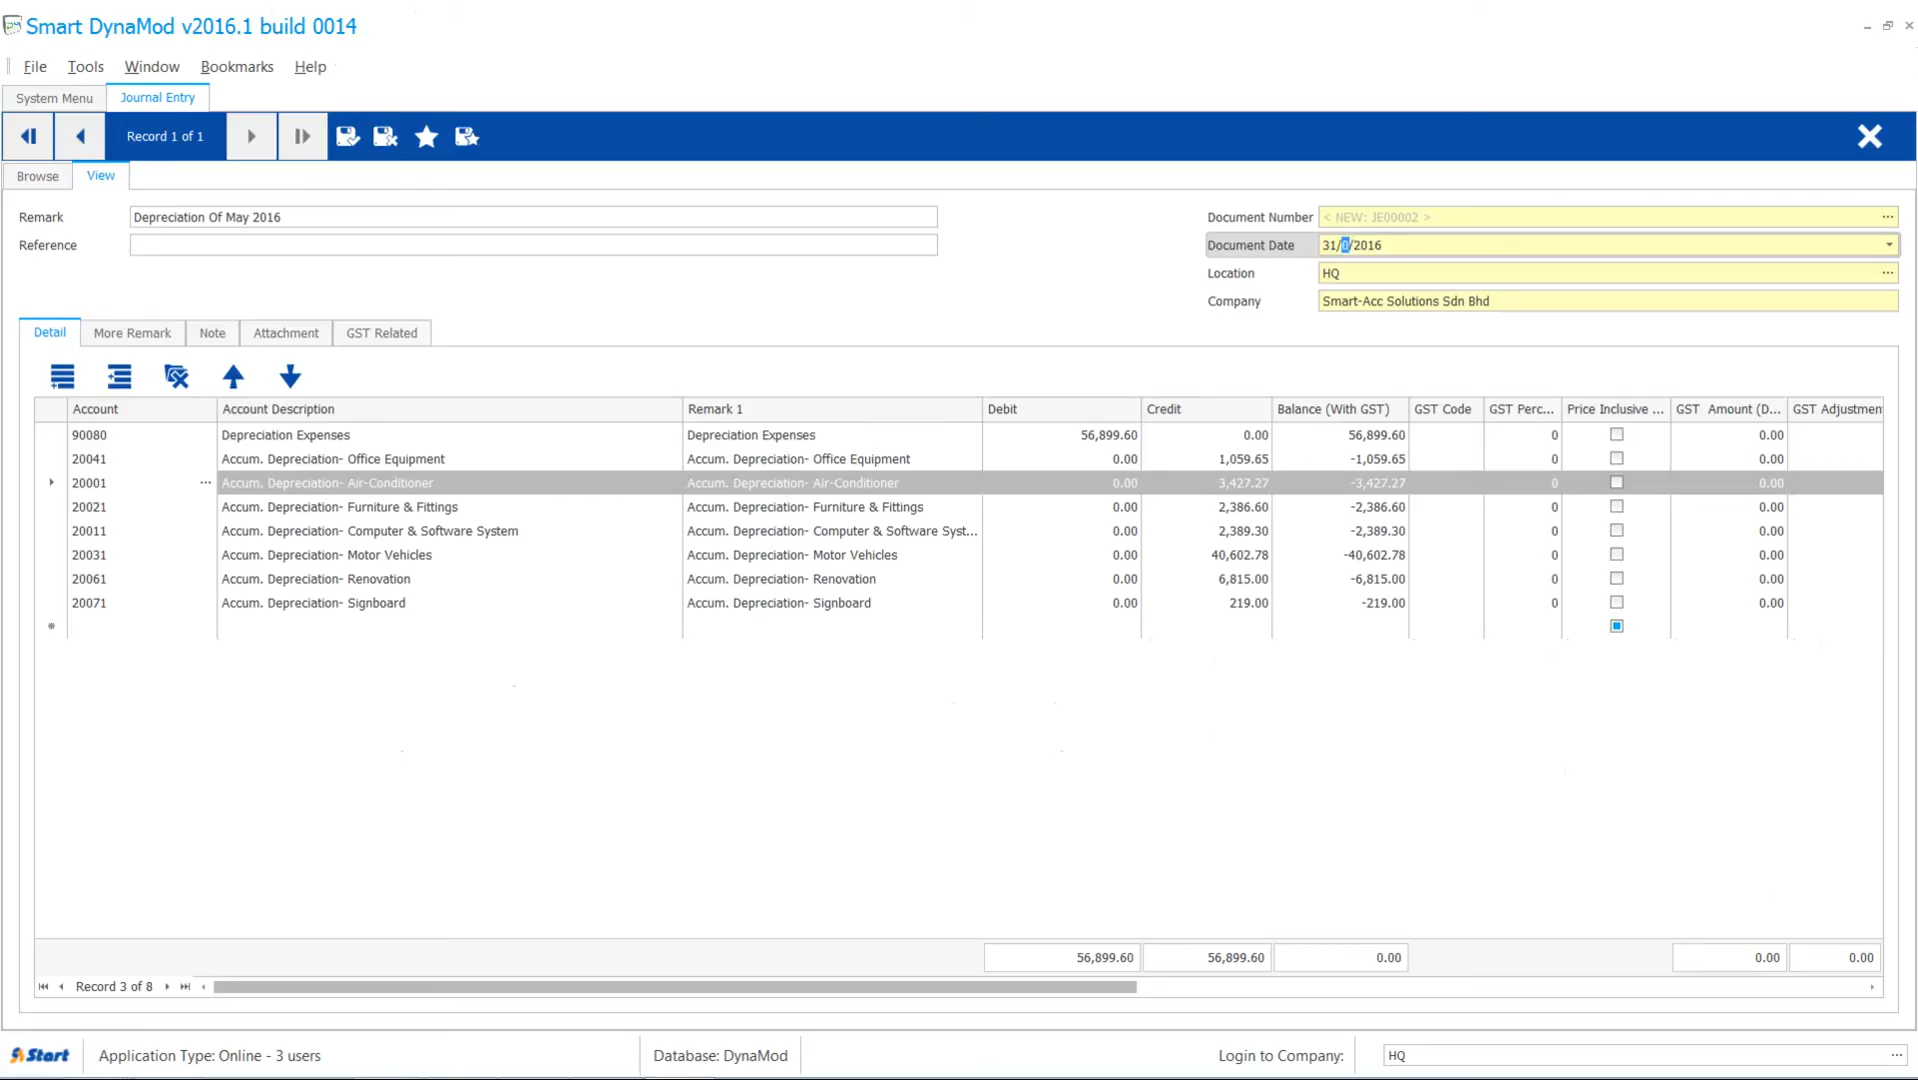 Smart DynaMod v2016.1 build 0014
File Tools Window Bookmarks Help
System Menu Journal Entry
Record 1 of 1
Browse View
Remark Depreciation Of May 2016 Document Number < NEW: JE00002 >
Reference Document Date 31/0/2016
Location HQ
Company Smart-Acc Solutions Sdn Bhd
Detail More Remark Note Attachment GST Related
Account Account Description Remark 1 Debit Credit Balance (With GST) GST Code GST Perc... Price Inclusive ... GST Amount (D... GST Adjustment
90080 Depreciation Expenses Depreciation Expenses 56,899.60 0.00 56,899.60 0 0.00
20041 Accum. Depreciation- Office Equipment Accum. Depreciation- Office Equipment 0.00 1,059.65 -1,059.65 0 0.00
20001 ... Accum. Depreciation- Air-Conditioner Accum. Depreciation- Air-Conditioner 0.00 3,427.27 -3,427.27 0 0.00
20021 Accum. Depreciation- Furniture & Fittings Accum. Depreciation- Furniture & Fittings 0.00 2,386.60 -2,386.60 0 0.00
20011 Accum. Depreciation- Computer & Software System Accum. Depreciation- Computer & Software Syst... 0.00 2,389.30 -2,389.30 0 0.00
20031 Accum. Depreciation- Motor Vehicles Accum. Depreciation- Motor Vehicles 0.00 40,602.78 -40,602.78 0 0.00
20061 Accum. Depreciation- Renovation Accum. Depreciation- Renovation 0.00 6,815.00 -6,815.00 0 0.00
20071 Accum. Depreciation- Signboard Accum. Depreciation- Signboard 0.00 219.00 -219.00 0 0.00
56,899.60 56,899.60 0.00 0.00 0.00
Record 3 of 8
Start Application Type: Online - 3 users Database: DynaMod Login to Company: HQ